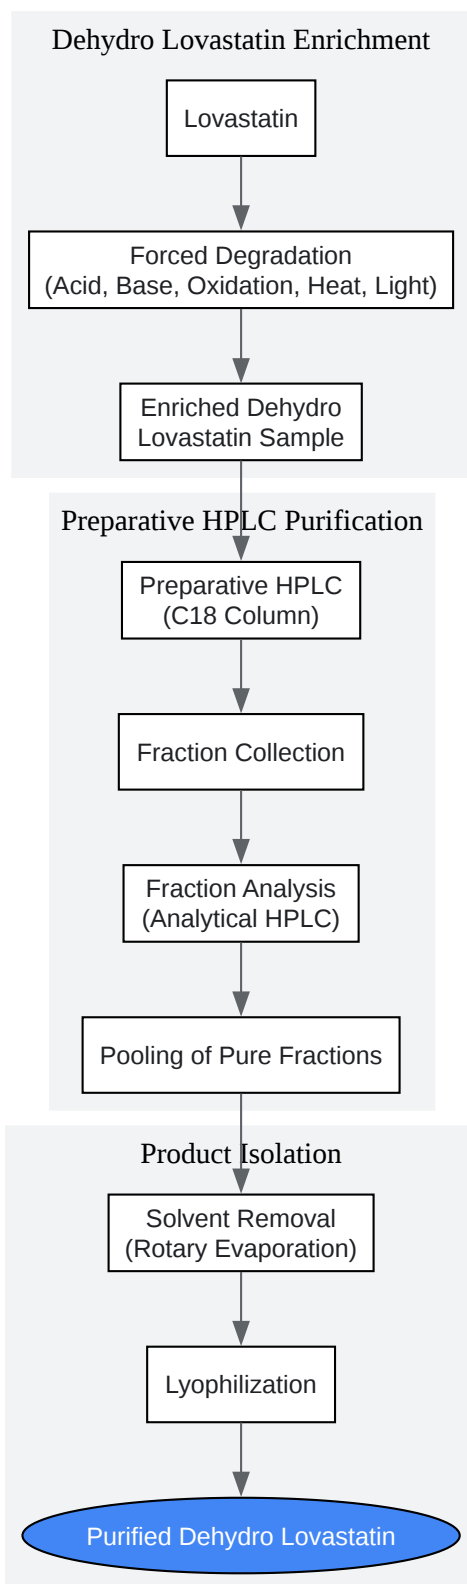 Dehydro Lovastatin Enrichment
Lovastatin
Forced Degradation
(Acid, Base, Oxidation, Heat, Light)
Enriched Dehydro
Lovastatin Sample
Preparative HPLC Purification
Preparative HPLC
(C18 Column)
Fraction Collection
Fraction Analysis
(Analytical HPLC)
Pooling of Pure Fractions
Product Isolation
Solvent Removal
(Rotary Evaporation)
Lyophilization
Purified Dehydro Lovastatin